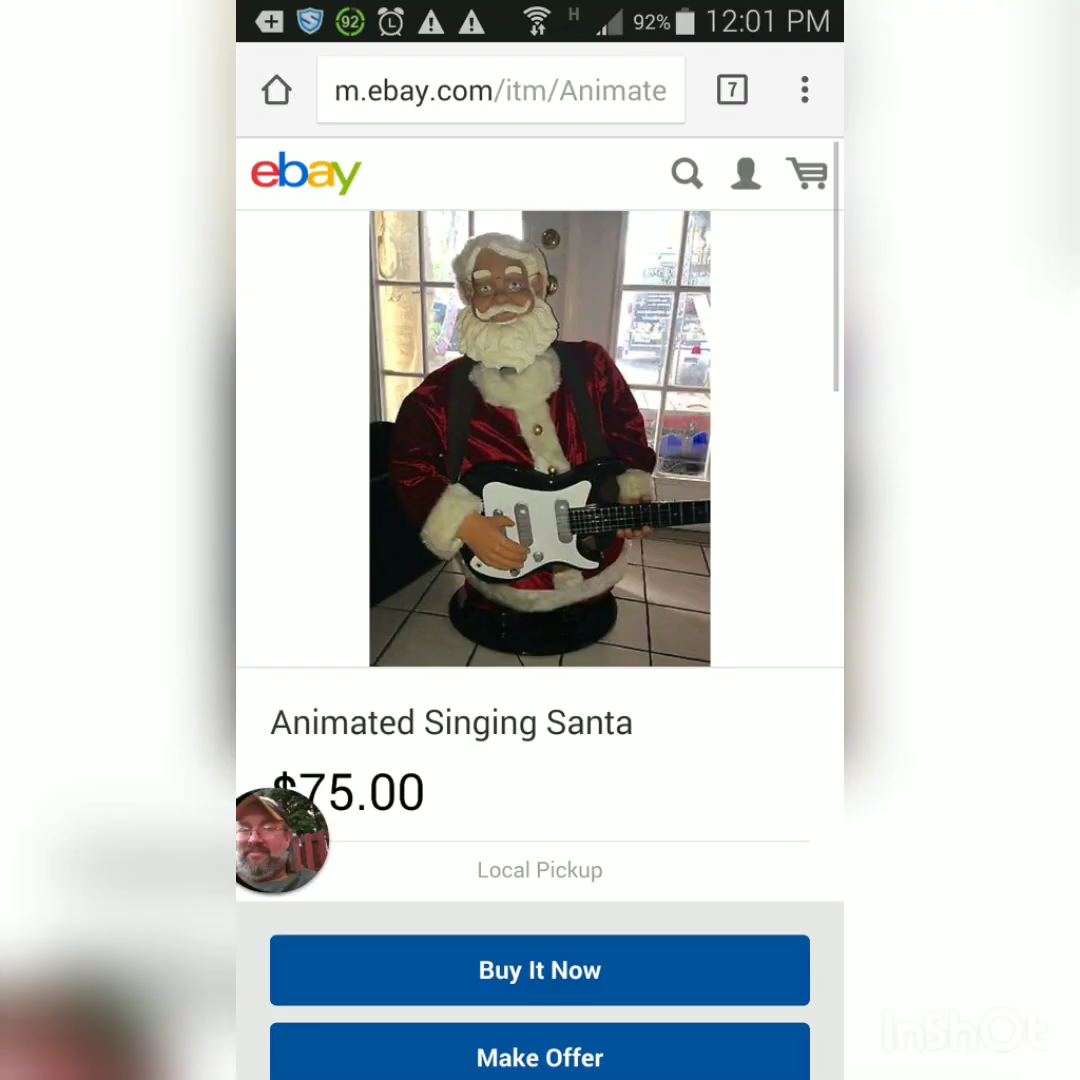 92 H 92% 12:01 PM
m.ebay.com/itm/Animate 7
ebay
Animated Singing Santa
$75.00
Local Pickup
Buy It Now
Make Offer
InShOt